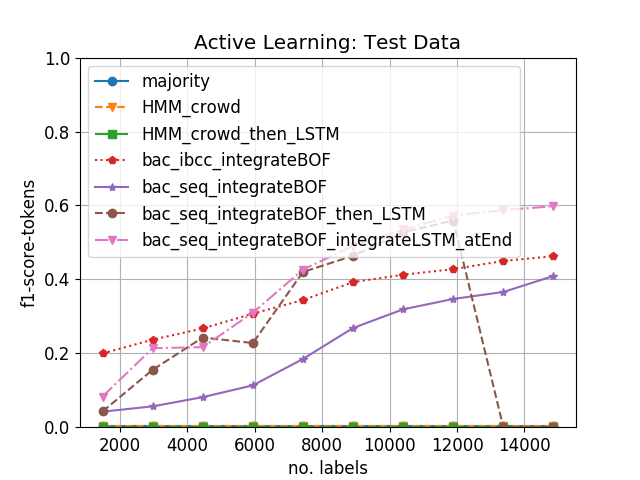 Active Learning: Test Data
1.0
0.8
0.6
0.4
0.2
0.0
f1-score-tokens
majority
HMM_crowd
HMM_crowd_then_LSTM
bac_ibcc_integrateBOF
bac_seq_integrateBOF
bac_seq_integrateBOF_then_LSTM
bac_seq_integrateBOF_integrateLSTM_atEnd
2000 4000 6000 8000 10000 12000 14000
no. labels